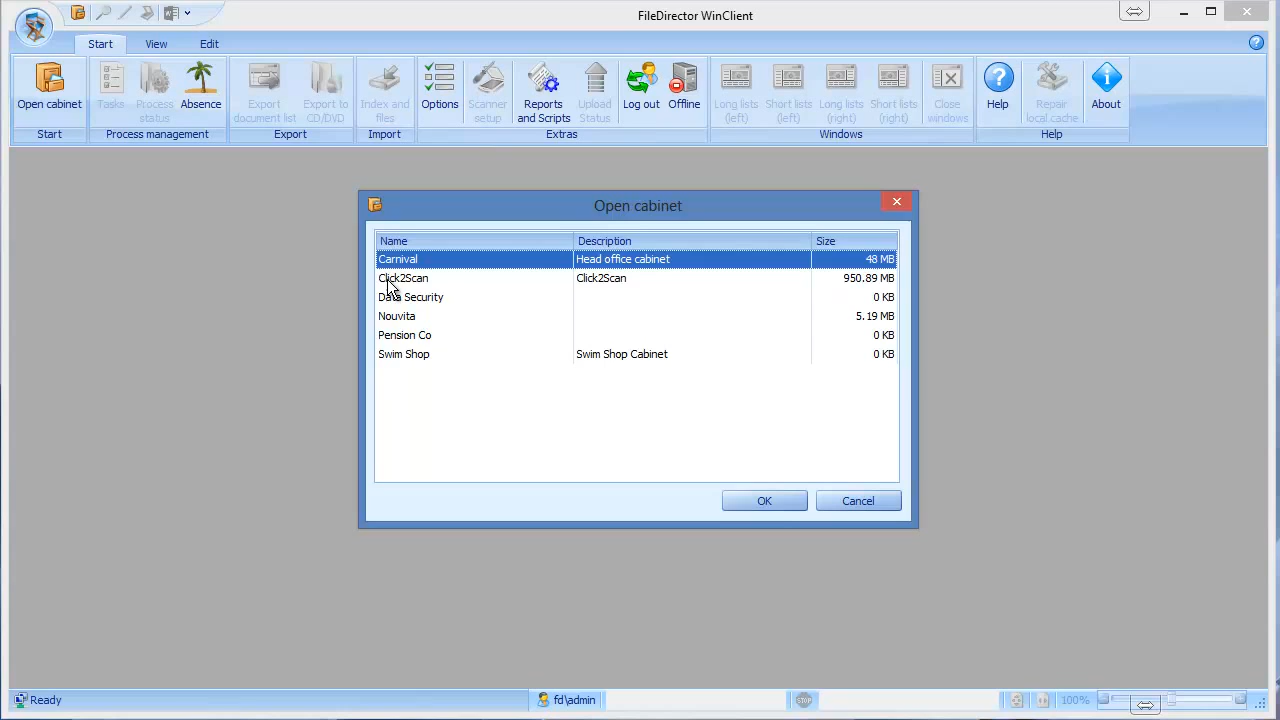 FileDirector WinClient
Start View Edit
Open cabinet Tasks Process status Absence Export document list Export to CD/DVD Index and files Options Scanner setup Reports and Scripts Upload Status Log out Offline Long lists (left) Short lists (left) Long lists (right) Short lists (right) Close windows Help Repair local cache About
Start Process management Export Import Extras Windows Help
Open cabinet
Name Description Size
Carnival Head office cabinet 48 MB
Click2Scan Click2Scan 950.89 MB
Data Security 0 KB
Nouvita 5.19 MB
Pension Co 0 KB
Swim Shop Swim Shop Cabinet 0 KB
OK Cancel
Ready fd\admin STOP 100%